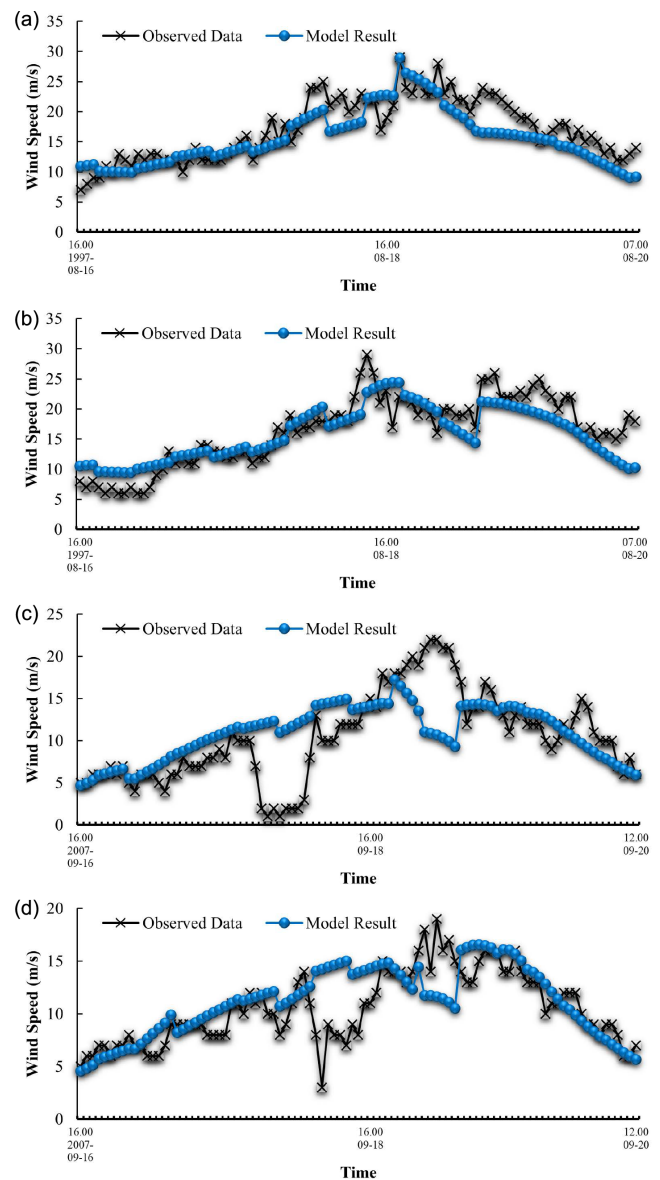 (a)
35
Observed Data
Model Result
30
25
20
15
10
5
0
Wind Speed (m/s)
16.00
1997-
08-16
16.00
08-18
07.00
08-20
Time
(b)
35
Observed Data
Model Result
30
25
20
15
10
5
0
Wind Speed (m/s)
16.00
1997-
08-16
16.00
08-18
07.00
08-20
Time
(c)
25
Observed Data
Model Result
20
15
10
5
0
Wind Speed (m/s)
16.00
2007-
09-16
16.00
09-18
12.00
09-20
Time
(d)
20
Observed Data
Model Result
15
10
5
0
Wind Speed (m/s)
16.00
2007-
09-16
16.00
09-18
12.00
09-20
Time